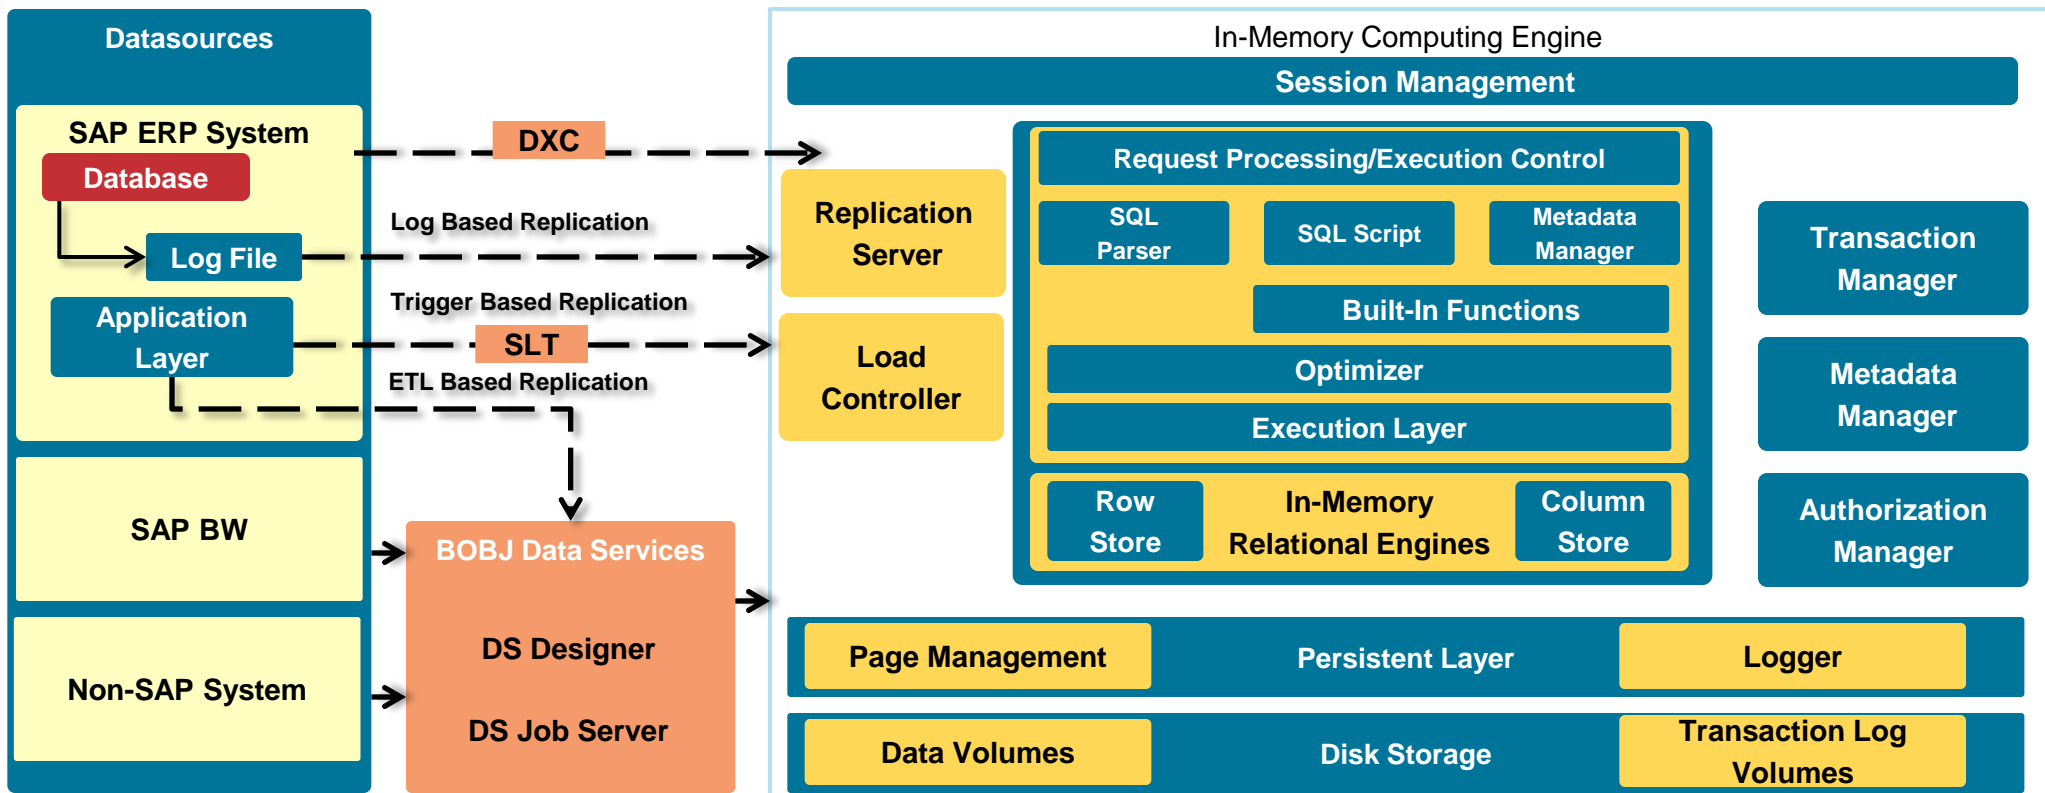 Datasources
SAP ERP System
Database
Log File
Application
Layer
SAP BW
Non-SAP System
DXC
Log Based Replication
Trigger Based Replication
SLT
ETL Based Replication
BOBJ Data Services
DS Designer
DS Job Server
In-Memory Computing Engine
Session Management
Replication
Server
Load
Controller
Request Processing/Execution Control
SQL
Parser
SQL Script
Metadata
Manager
Built-In Functions
Optimizer
Execution Layer
Row
Store
In-Memory
Relational Engines
Column
Store
Transaction
Manager
Metadata
Manager
Authorization
Manager
Page Management
Persistent Layer
Logger
Data Volumes
Disk Storage
Transaction Log
Volumes